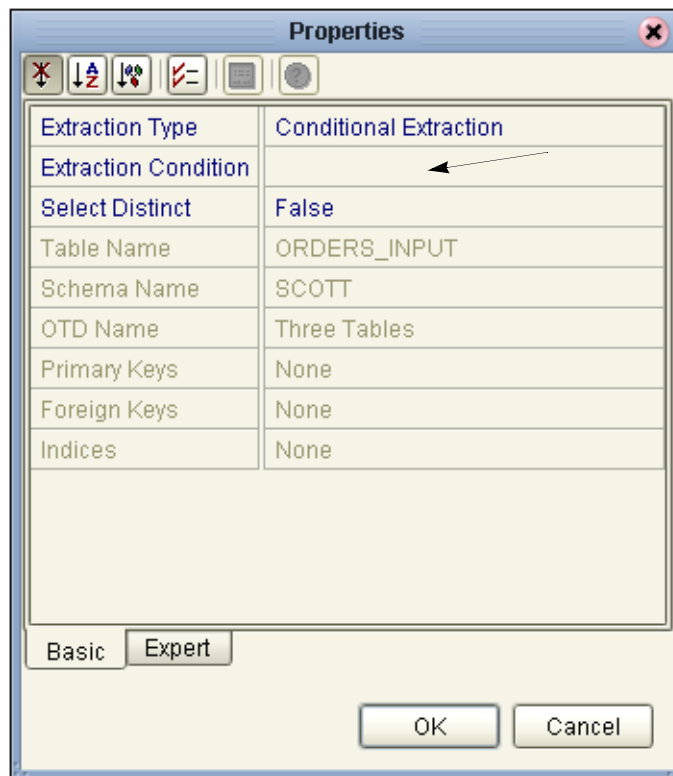 Properties
Extraction Type Conditional Extraction
Extraction Condition
Select Distinct False
Table Name ORDERS_INPUT
Schema Name SCOTT
OTD Name Three Tables
Primary Keys None
Foreign Keys None
Indices None
Basic Expert
OK Cancel